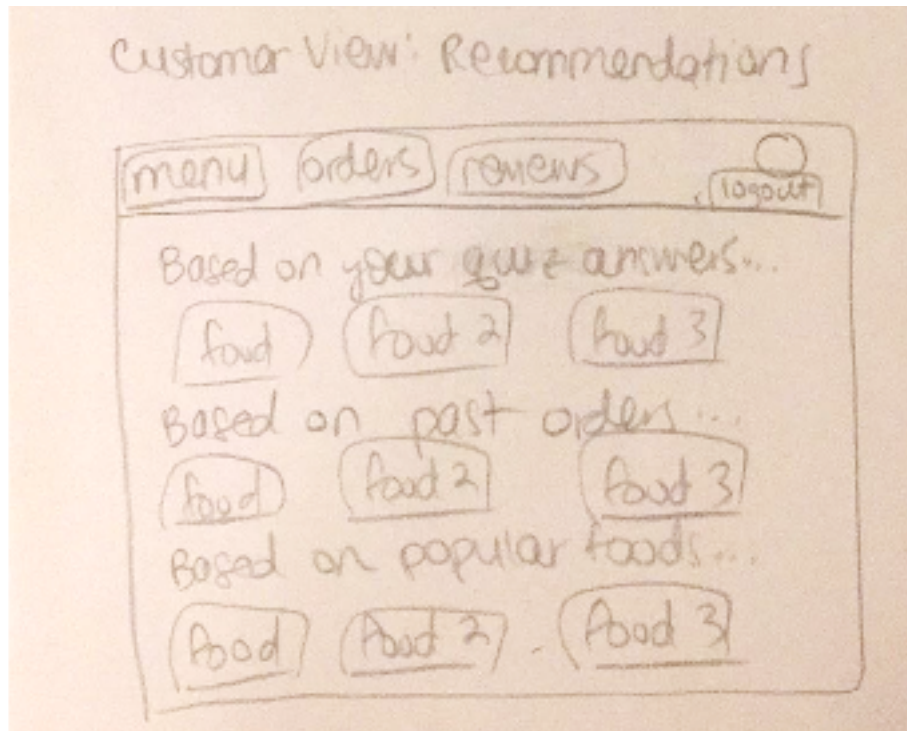 Customer View: Recommendations
menu orders reviews logout
Based on your quiz answers...
food food 2 food 3
Based on past orders...
food food 2 food 3
Based on popular foods...
food food 2 food 3